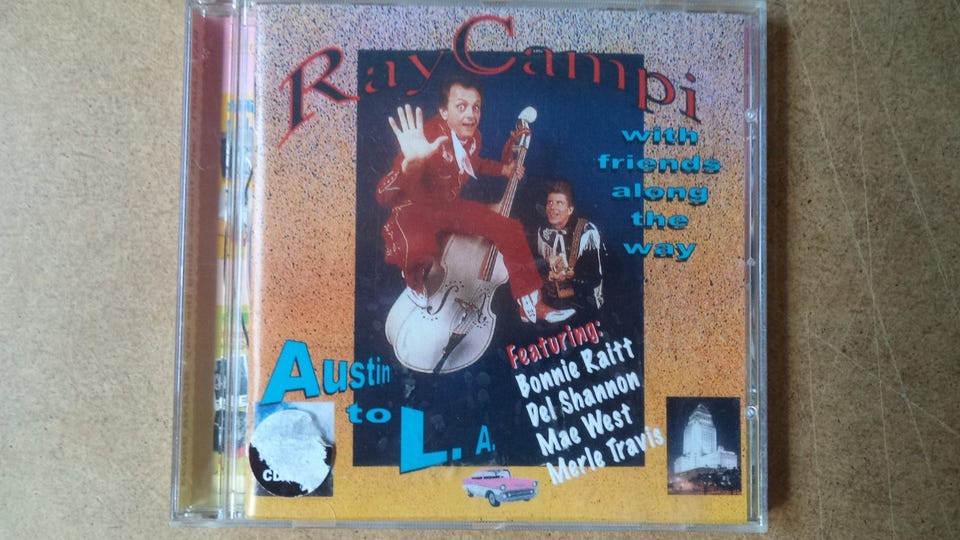 Ray Campi
with
friends
along
the
way
Featuring:
Bonnie Raitt
Del Shannon
Mae West
Merle Travis
Austin
to
L. A.